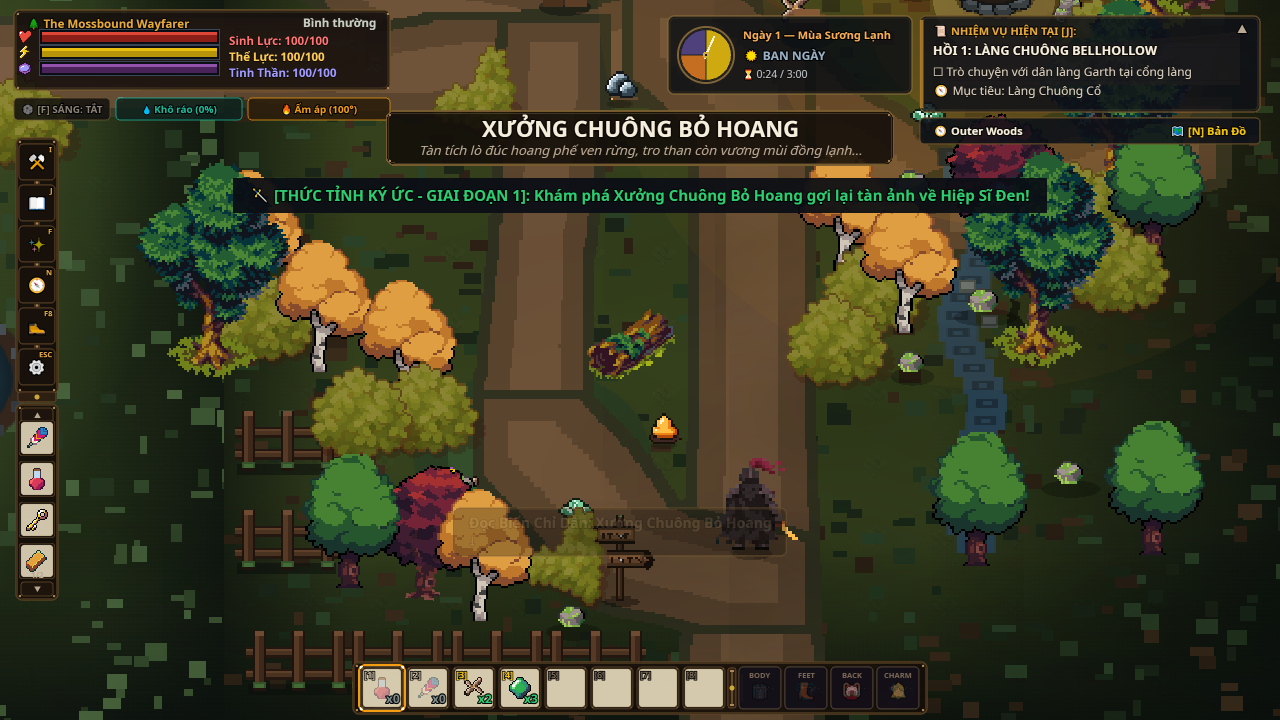 The Mossbound Wayfarer
Bình thường
Sinh Lực: 100/100
Thể Lực: 100/100
Tinh Thần: 100/100
[F] SÁNG: TẮT
Khô ráo (0%)
Ấm áp (100°)
Ngày 1 — Mùa Sương Lạnh
BAN NGÀY
0:24 / 3:00
NHIỆM VỤ HIỆN TẠI [J]:
HỒI 1: LÀNG CHUÔNG BELLHOLLOW
Trò chuyện với dân làng Garth tại cổng làng
Mục tiêu: Làng Chuông Cổ
Outer Woods
[N] Bản Đồ
XƯỞNG CHUÔNG BỎ HOANG
Tàn tích lò đúc hoang phế ven rừng, tro than còn vương mùi đồng lạnh...
[THỨC TỈNH KÝ ỨC - GIAI ĐOẠN 1]: Khám phá Xưởng Chuông Bỏ Hoang gợi lại tàn ảnh về Hiệp Sĩ Đen!
I
J
F
N
F8
ESC
Đọc Biển Chỉ Dẫn: Xưởng Chuông Bỏ Hoang
[1] x0
[2] x0
[3] x2
[4] x3
[5]
[6]
[7]
[8]
BODY
FEET
BACK
CHARM